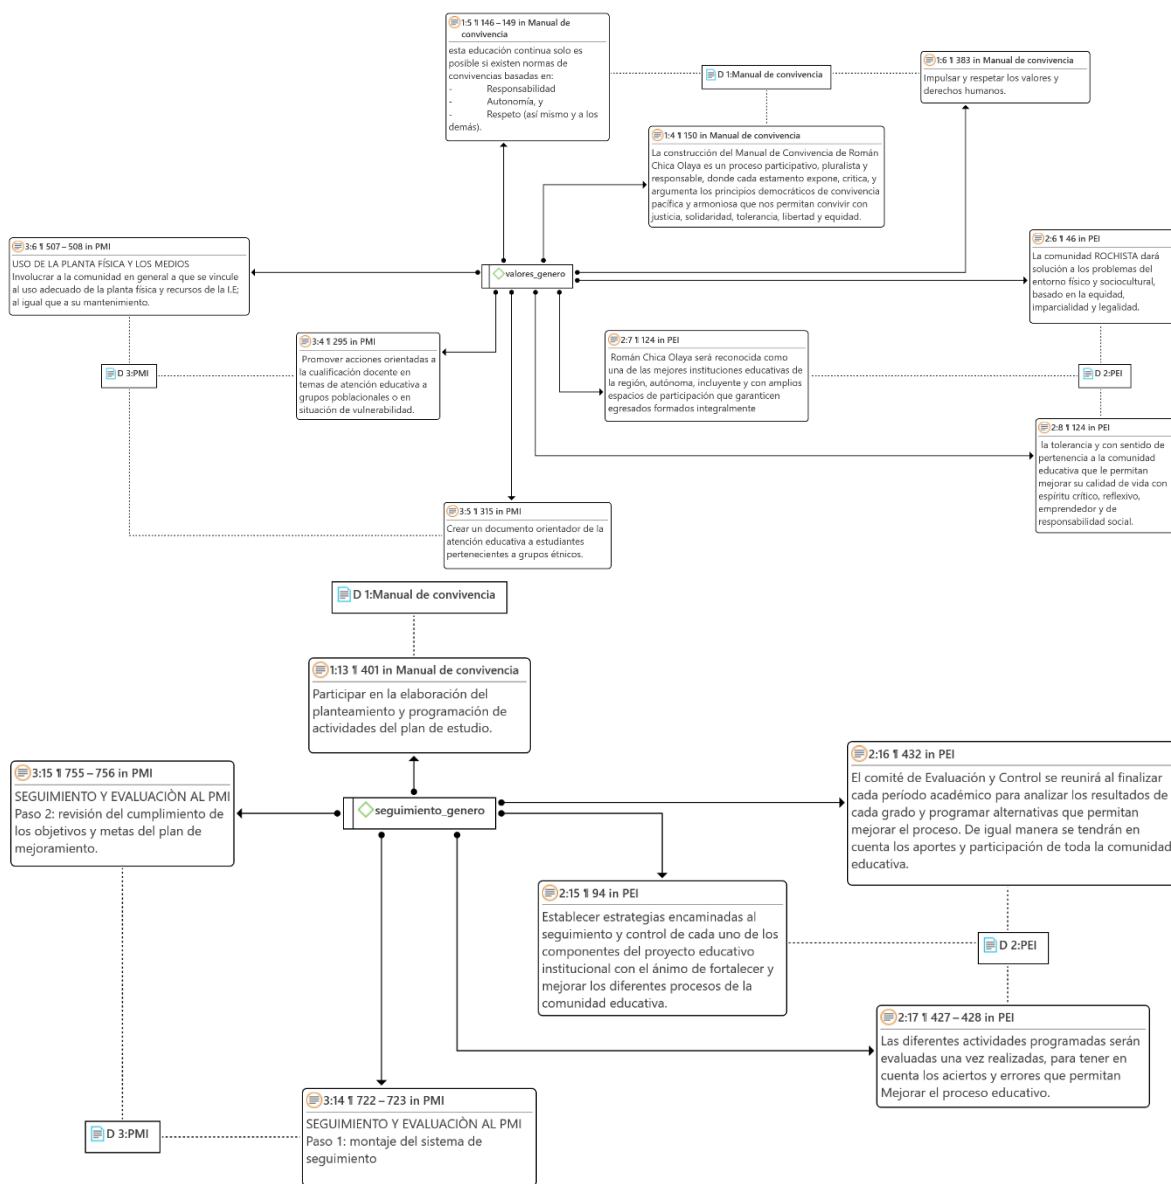 1:5 ¶ 146 – 149 in Manual de
convivencia
esta educación continua solo es
posible si existen normas de
convivencias basadas en:
- Responsabilidad
- Autonomía, y
- Respeto (así mismo y a los
demás).
D 1:Manual de convivencia
1:6 ¶ 383 in Manual de convivencia
Impulsar y respetar los valores y
derechos humanos.
1:4 ¶ 150 in Manual de convivencia
La construcción del Manual de Convivencia de Román
Chica Olaya es un proceso participativo, pluralista y
responsable, donde cada estamento expone, critica, y
argumenta los principios democráticos de convivencia
pacífica y armoniosa que nos permitan convivir con
justicia, solidaridad, tolerancia, libertad y equidad.
3:6 ¶ 507 – 508 in PMI
USO DE LA PLANTA FÍSICA Y LOS MEDIOS
Involucrar a la comunidad en general a que se vincule
al uso adecuado de la planta física y recursos de la I.E;
al igual que a su mantenimiento.
valores_genero
2:6 ¶ 46 in PEI
La comunidad ROCHISTA dará
solución a los problemas del
entorno físico y sociocultural,
basado en la equidad,
imparcialidad y legalidad.
3:4 ¶ 295 in PMI
Promover acciones orientadas a
la cualificación docente en
temas de atención educativa a
grupos poblacionales o en
situación de vulnerabilidad.
2:7 ¶ 124 in PEI
Román Chica Olaya será reconocida como
una de las mejores instituciones educativas de
la región, autónoma, incluyente y con amplios
espacios de participación que garanticen
egresados formados integralmente
D 3:PMI
D 2:PEI
2:8 ¶ 124 in PEI
la tolerancia y con sentido de
pertenencia a la comunidad
educativa que le permitan
mejorar su calidad de vida con
espíritu crítico, reflexivo,
emprendedor y de
responsabilidad social.
3:5 ¶ 315 in PMI
Crear un documento orientador de la
atención educativa a estudiantes
pertenecientes a grupos étnicos.
D 1:Manual de convivencia
1:13 ¶ 401 in Manual de convivencia
Participar en la elaboración del
planteamiento y programación de
actividades del plan de estudio.
3:15 ¶ 755 – 756 in PMI
SEGUIMIENTO Y EVALUACIÒN AL PMI
Paso 2: revisión del cumplimiento de
los objetivos y metas del plan de
mejoramiento.
seguimiento_genero
2:16 ¶ 432 in PEI
El comité de Evaluación y Control se reunirá al finalizar
cada período académico para analizar los resultados de
cada grado y programar alternativas que permitan
mejorar el proceso. De igual manera se tendrán en
cuenta los aportes y participación de toda la comunidad
educativa.
2:15 ¶ 94 in PEI
Establecer estrategias encaminadas al
seguimiento y control de cada uno de los
componentes del proyecto educativo
institucional con el ánimo de fortalecer y
mejorar los diferentes procesos de la
comunidad educativa.
D 2:PEI
2:17 ¶ 427 – 428 in PEI
Las diferentes actividades programadas serán
evaluadas una vez realizadas, para tener en
cuenta los aciertos y errores que permitan
Mejorar el proceso educativo.
3:14 ¶ 722 – 723 in PMI
SEGUIMIENTO Y EVALUACIÒN AL PMI
Paso 1: montaje del sistema de
seguimiento
D 3:PMI